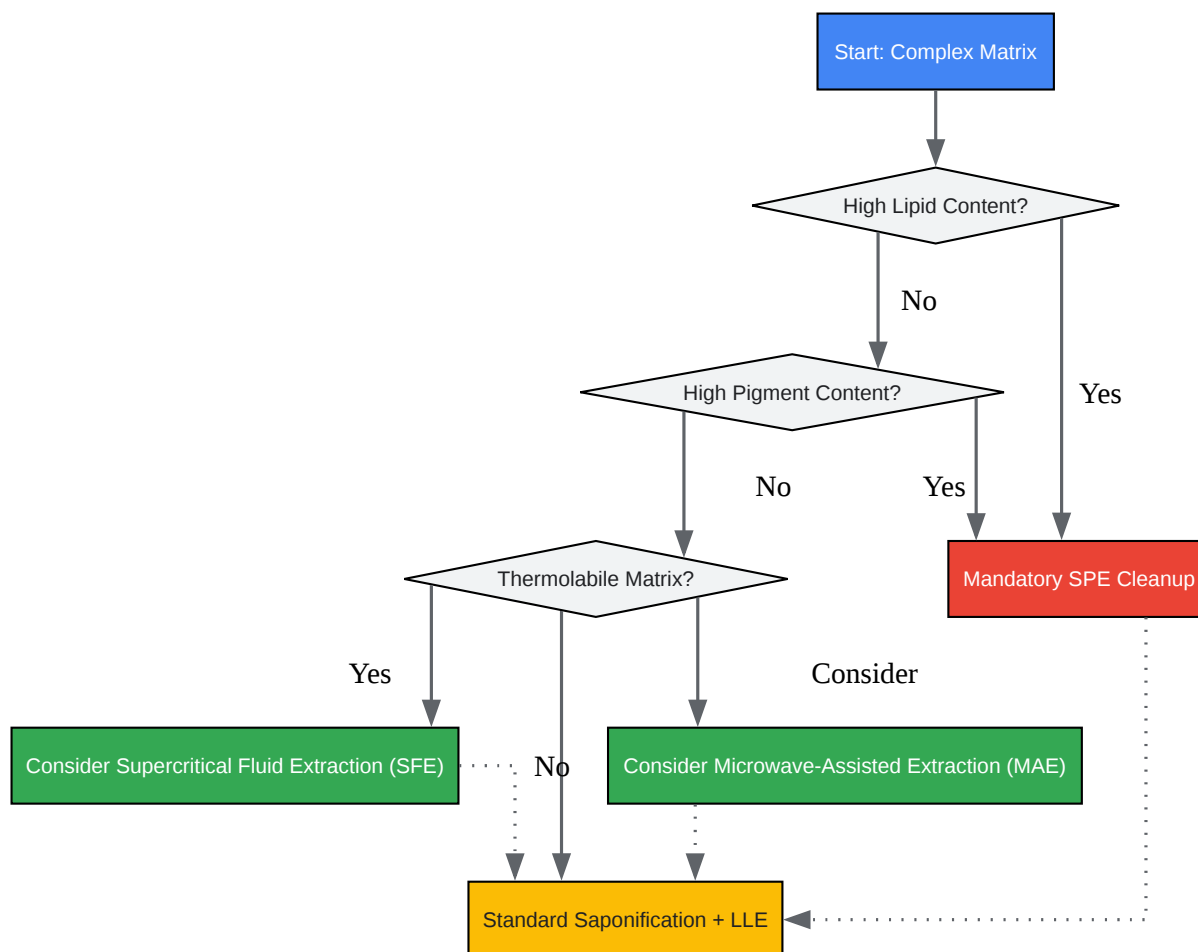 Start: Complex Matrix
High Lipid Content?
No
High Pigment Content?
Yes
No
Yes
Thermolabile Matrix?
Mandatory SPE Cleanup
Yes
Consider
Consider Supercritical Fluid Extraction (SFE)
No
Consider Microwave-Assisted Extraction (MAE)
Standard Saponification + LLE